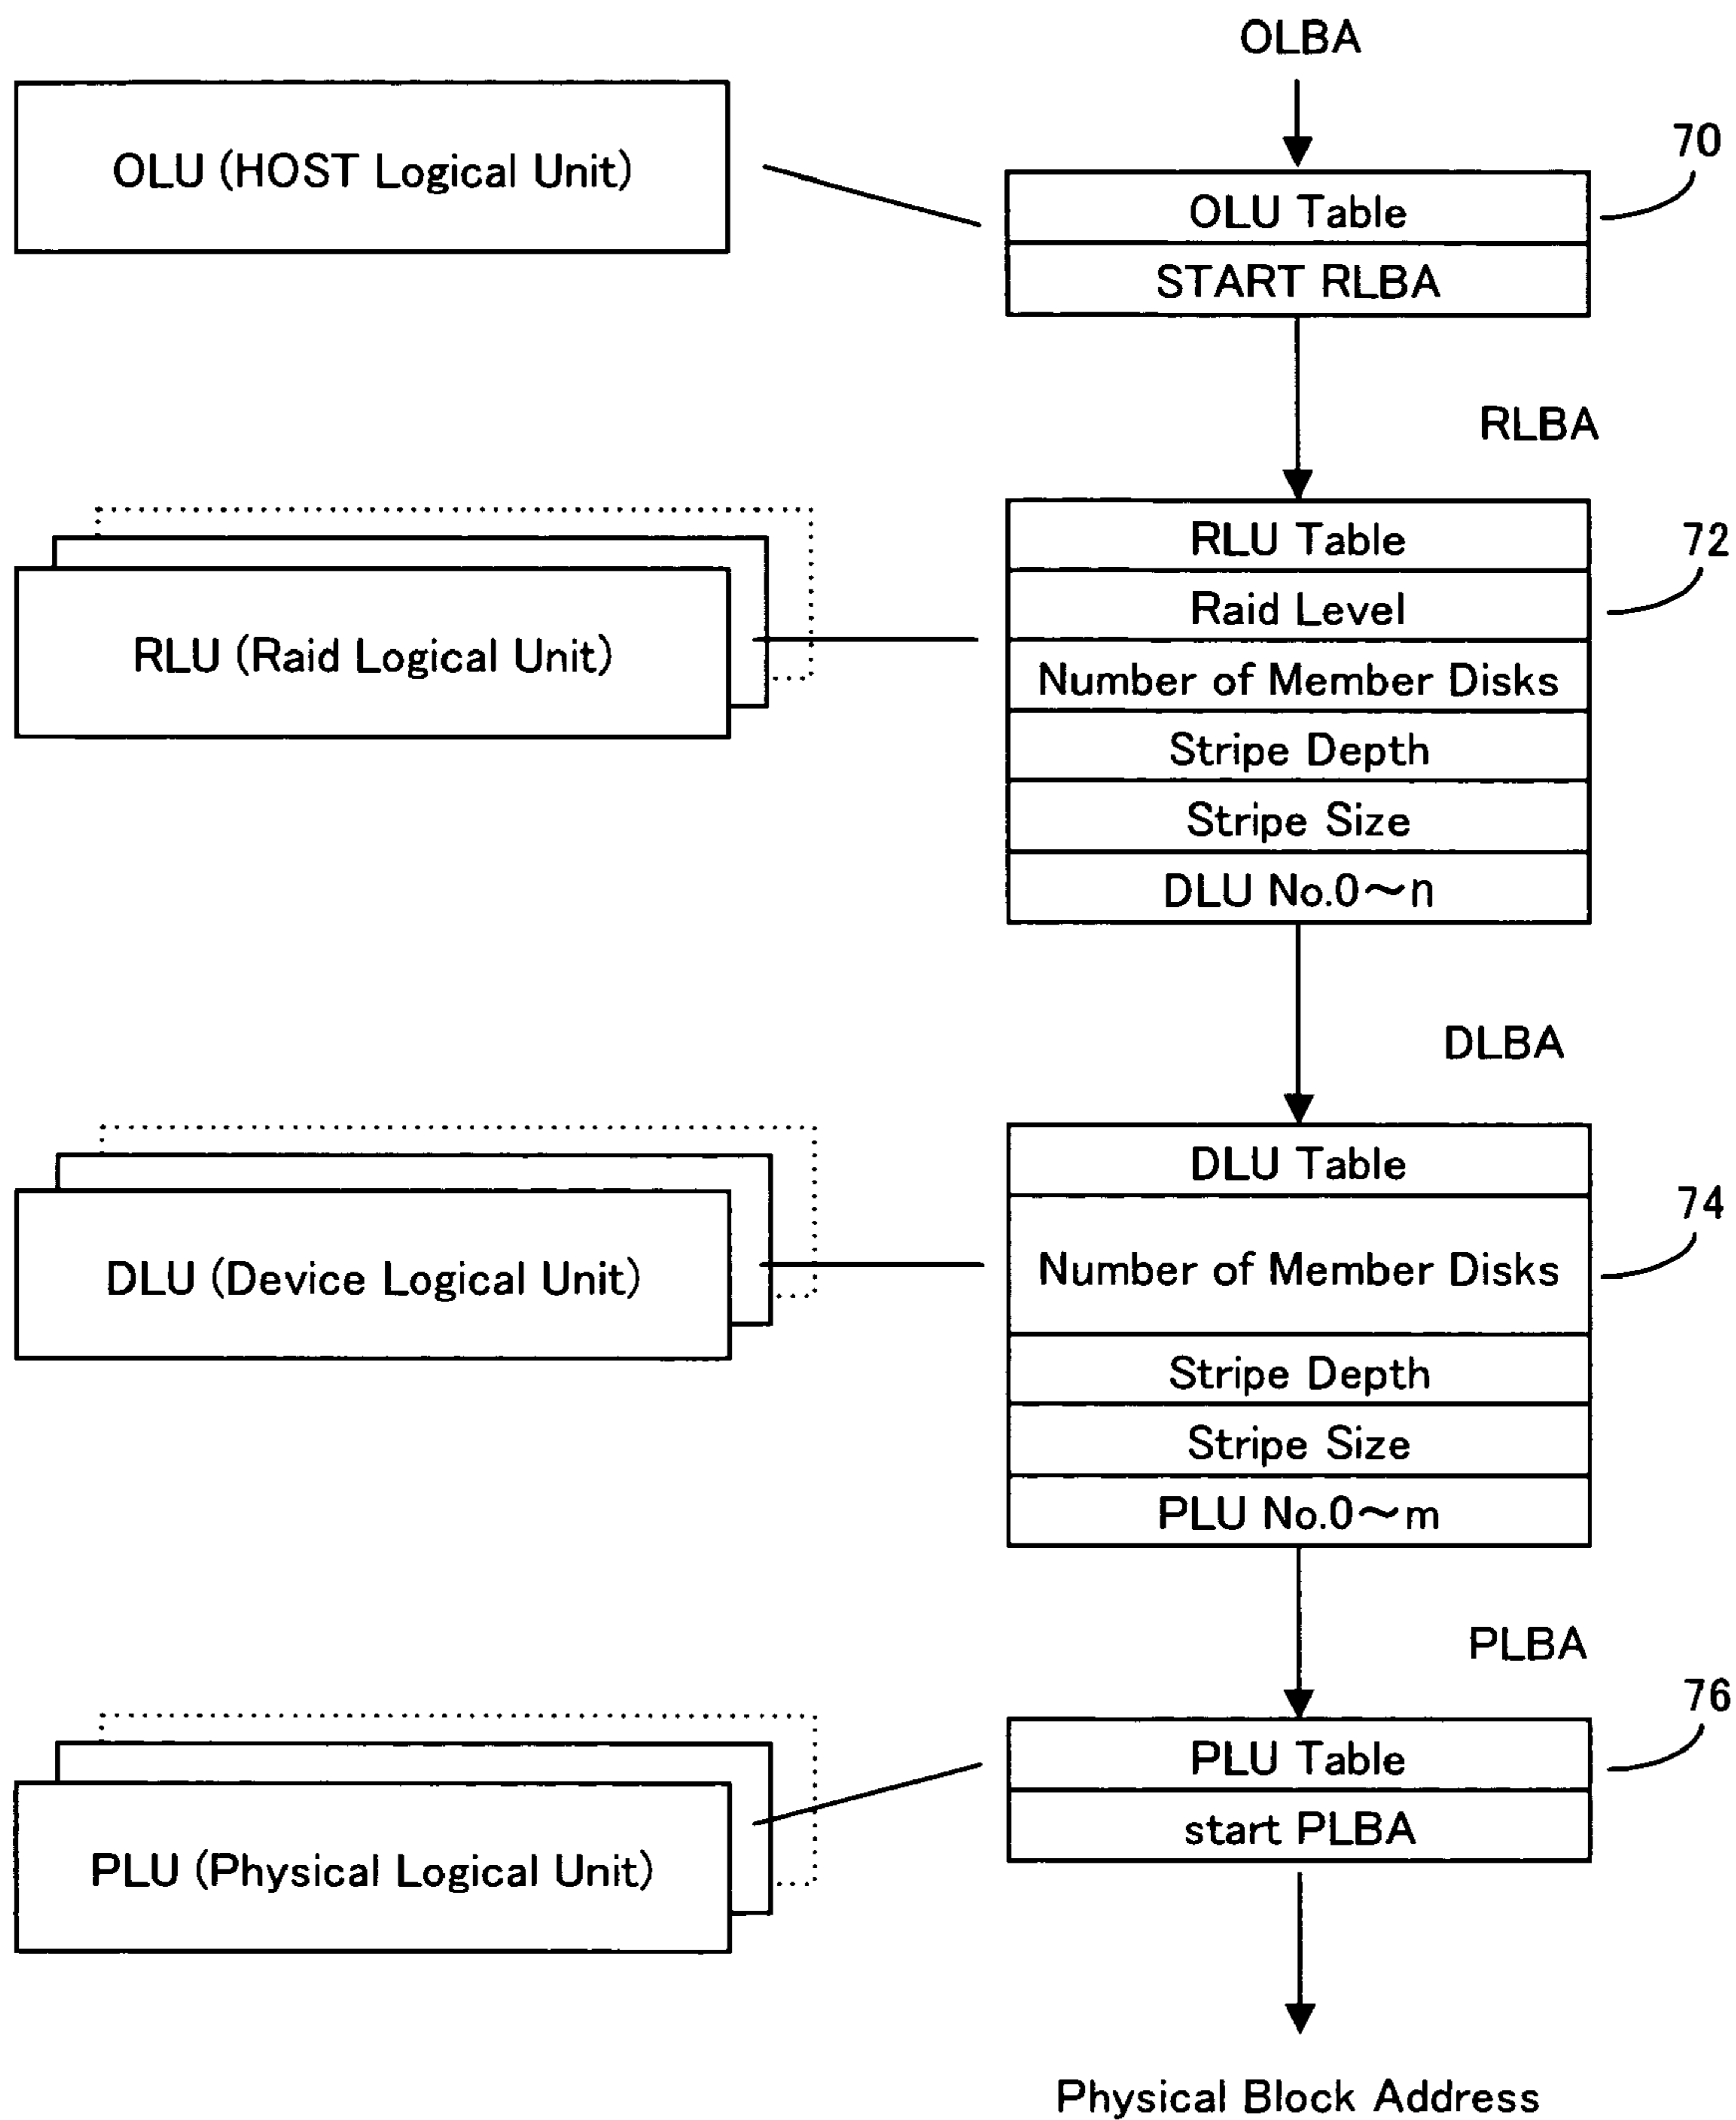 OLBA
OLU (HOST Logical Unit)
70
OLU Table
START RLBA
RLBA
RLU (Raid Logical Unit)
72
RLU Table
Raid Level
Number of Member Disks
Stripe Depth
Stripe Size
DLU No.0～n
DLBA
DLU (Device Logical Unit)
74
DLU Table
Number of Member Disks
Stripe Depth
Stripe Size
PLU No.0～m
PLBA
76
PLU (Physical Logical Unit)
PLU Table
start PLBA
Physical Block Address